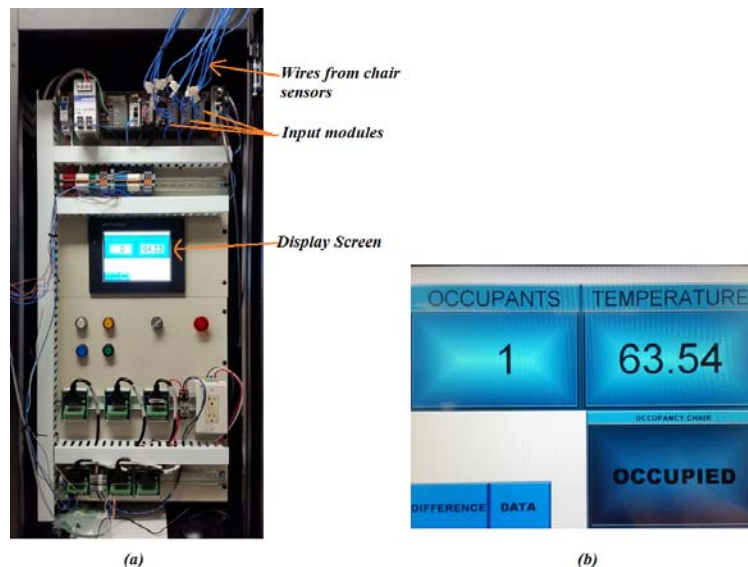 Wires from chair
sensors
Input modules
Display Screen
OCCUPANTS TEMPERATURE
1 63.54
OCCUPANCY CHAIR
OCCUPIED
DIFFERENCE DATA
(a) (b)